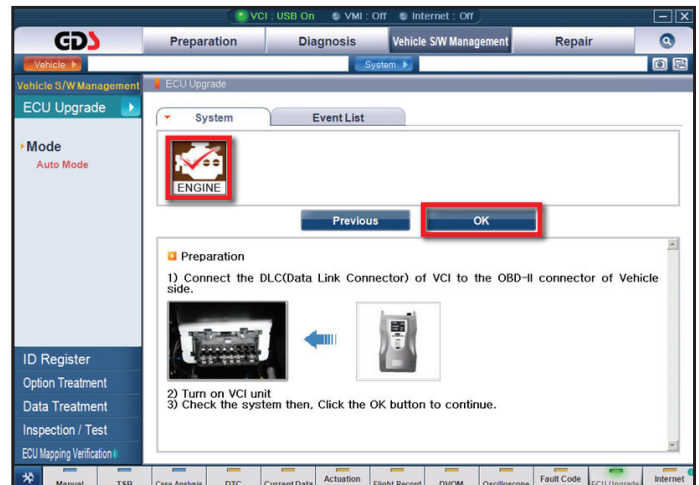 VCI : USB On VMI : Off Internet : Off
GDS
Preparation Diagnosis Vehicle S/W Management Repair
Vehicle System
Vehicle S/W Management
ECU Upgrade
ECU Upgrade
System Event List
Mode
Auto Mode
ENGINE
Previous OK
Preparation
1) Connect the DLC(Data Link Connector) of VCI to the OBD-II connector of Vehicle
side.
2) Turn on VCI unit
3) Check the system then, Click the OK button to continue.
ID Register
Option Treatment
Data Treatment
Inspection / Test
ECU Mapping Verification
Manual TSB Case Analysis DTC Current Data Actuation Flight Record DVOM Oscilloscope Fault Code ECU Upgrade Internet